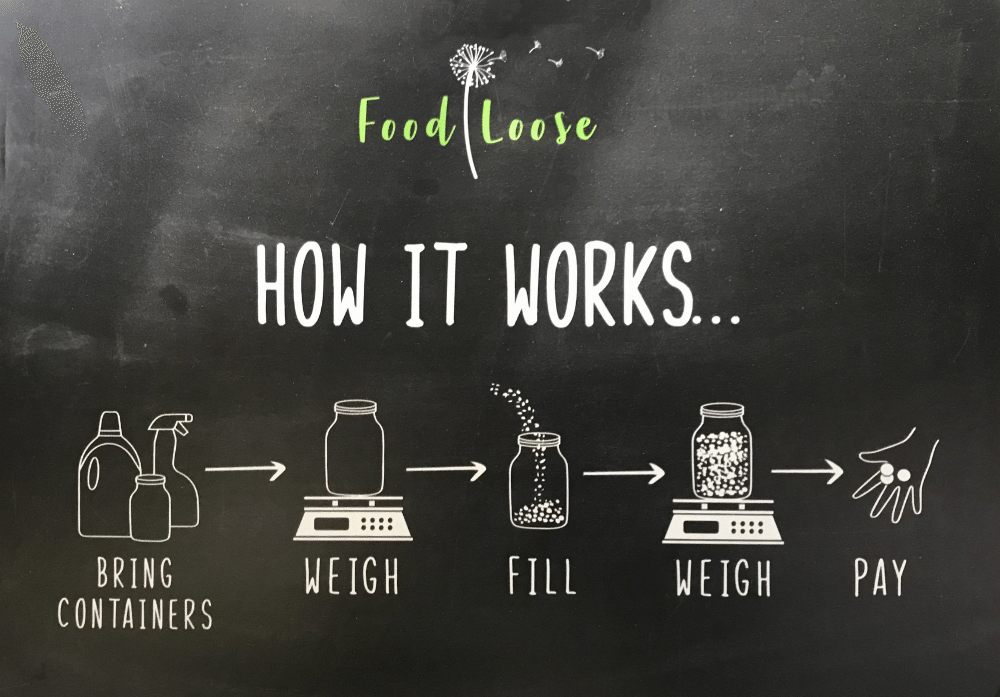 Food Loose
HOW IT WORKS...
BRING
CONTAINERS
WEIGH
FILL
WEIGH
PAY